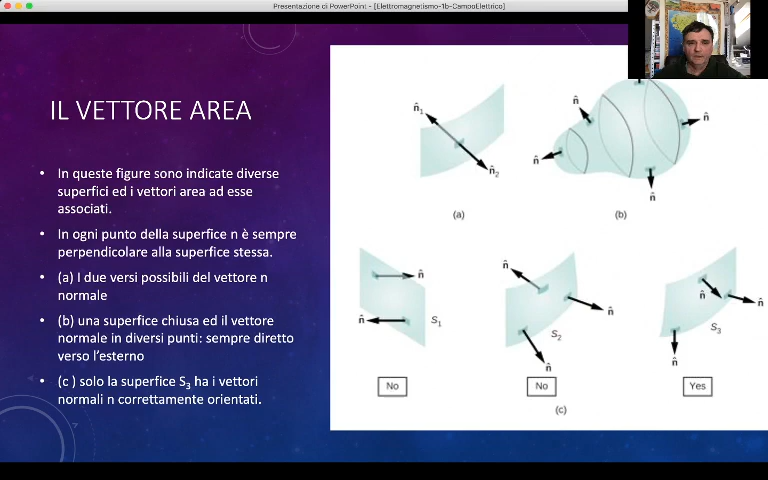 Presentazione di PowerPoint - [Elettromagnetismo-1b-CampoElettrico]
IL VETTORE AREA
• In queste figure sono indicate diverse
superfici ed i vettori area ad esse
associati.
• In ogni punto della superficie n è sempre
perpendicolare alla superfice stessa.
• (a) I due versi possibili del vettore n
normale
• (b) una superfice chiusa ed il vettore
normale in diversi punti: sempre diretto
verso l'esterno
• (c ) solo la superfice S3 ha i vettori
normali n correttamente orientati.
n̂1
n̂2
(a)
n̂
n̂
n̂
n̂
(b)
n̂
n̂
S1
No
n̂
n̂
n̂
S2
No
n̂
n̂
n̂
S3
Yes
(c)